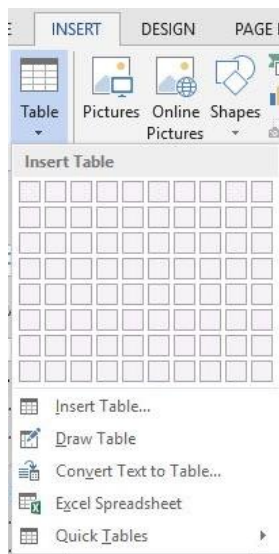 INSERT DESIGN PAGE
Table Pictures Online Pictures Shapes
Insert Table
Insert Table...
Draw Table
Convert Text to Table...
Excel Spreadsheet
Quick Tables